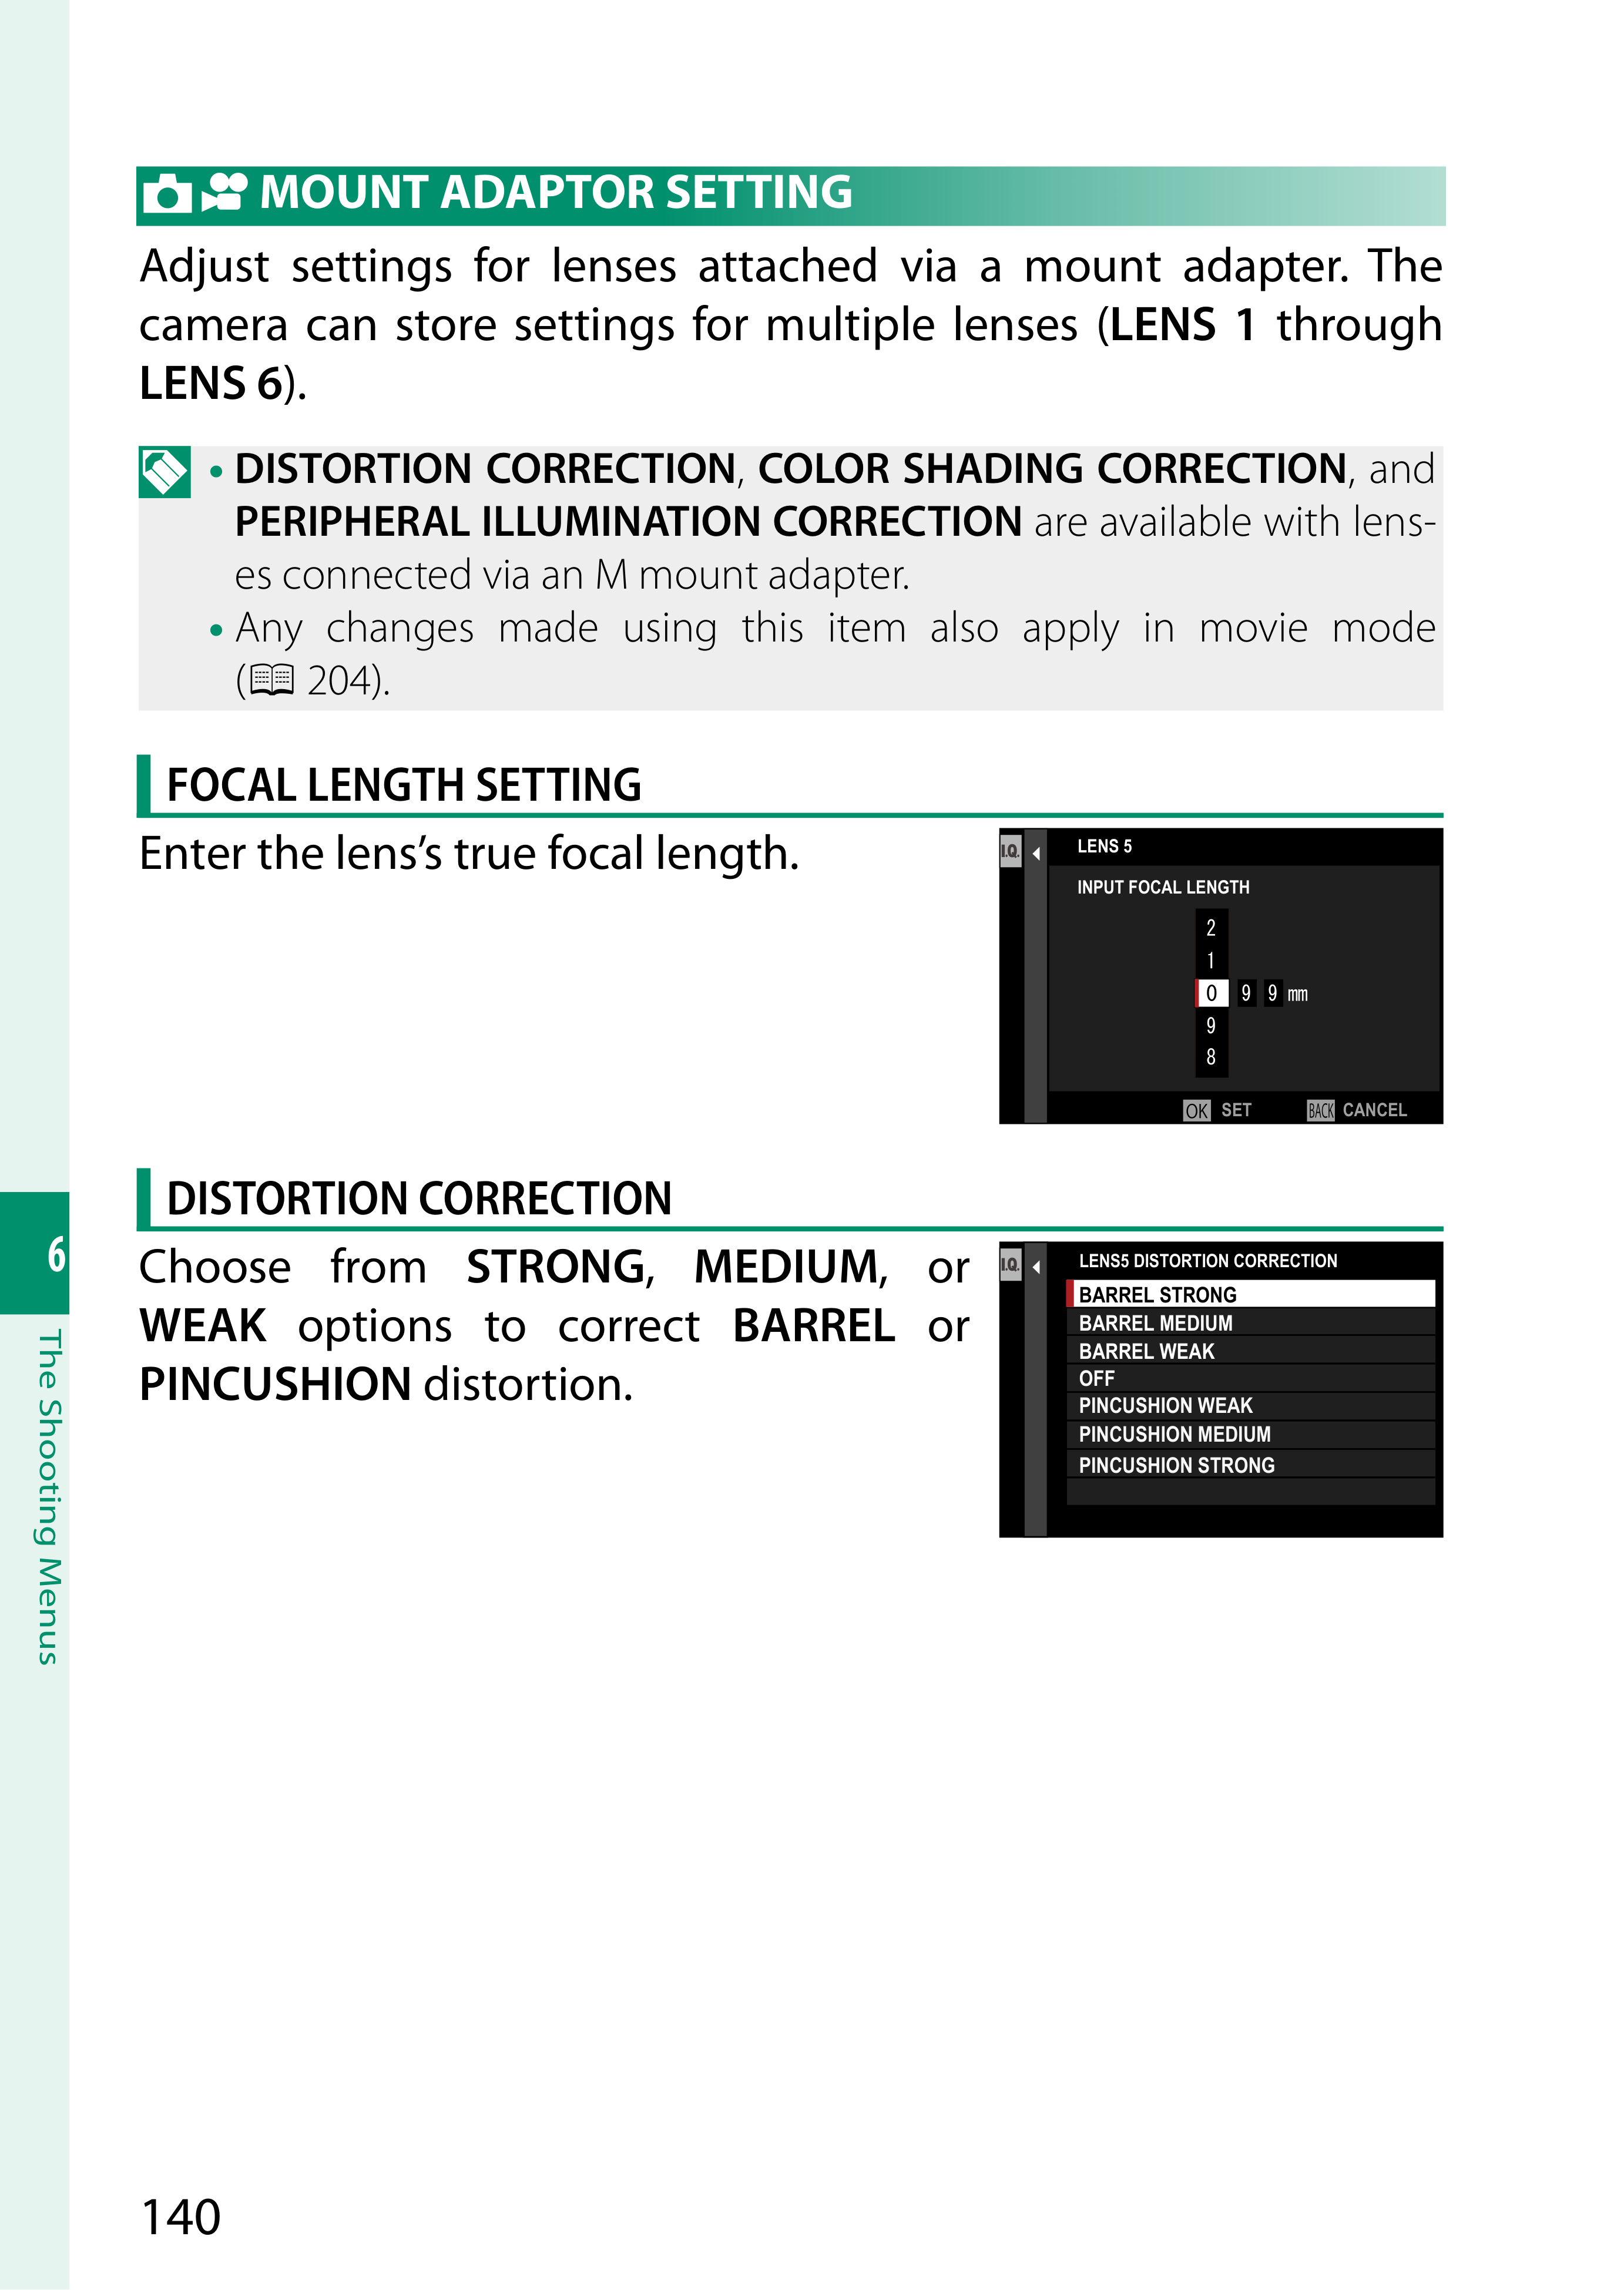 MOUNT ADAPTOR SETTING
Adjust settings for lenses attached via a mount adapter. The
camera can store settings for multiple lenses (LENS 1 through
LENS 6).
• DISTORTION CORRECTION, COLOR SHADING CORRECTION, and
PERIPHERAL ILLUMINATION CORRECTION are available with lens-
es connected via an M mount adapter.
• Any changes made using this item also apply in movie mode
( 204).
FOCAL LENGTH SETTING
Enter the lens’s true focal length.
I.Q.
LENS 5
INPUT FOCAL LENGTH
2
1
0 9 9 mm
9
8
OK SET BACK CANCEL
DISTORTION CORRECTION
Choose from STRONG, MEDIUM, or
WEAK options to correct BARREL or
PINCUSHION distortion.
I.Q.
LENS5 DISTORTION CORRECTION
BARREL STRONG
BARREL MEDIUM
BARREL WEAK
OFF
PINCUSHION WEAK
PINCUSHION MEDIUM
PINCUSHION STRONG
6
The Shooting Menus
140